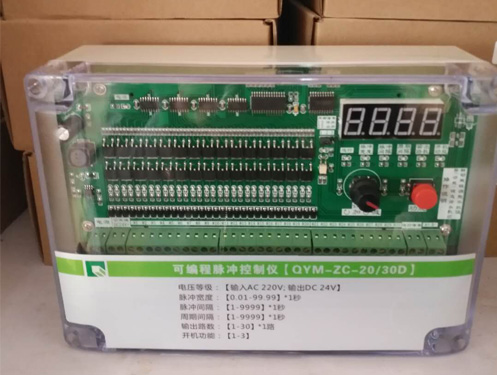 可编程脉冲控制仪【QYM-ZC-20/30D】
电压等级：【输入AC 220V; 输出DC 24V】
脉冲宽度：【0.01-99.99】*1秒
脉冲间隔：【1-9999】*1秒
周期间隔：【1-9999】*1秒
输出路数：【1-30】*1路
开机功能：【1-3】